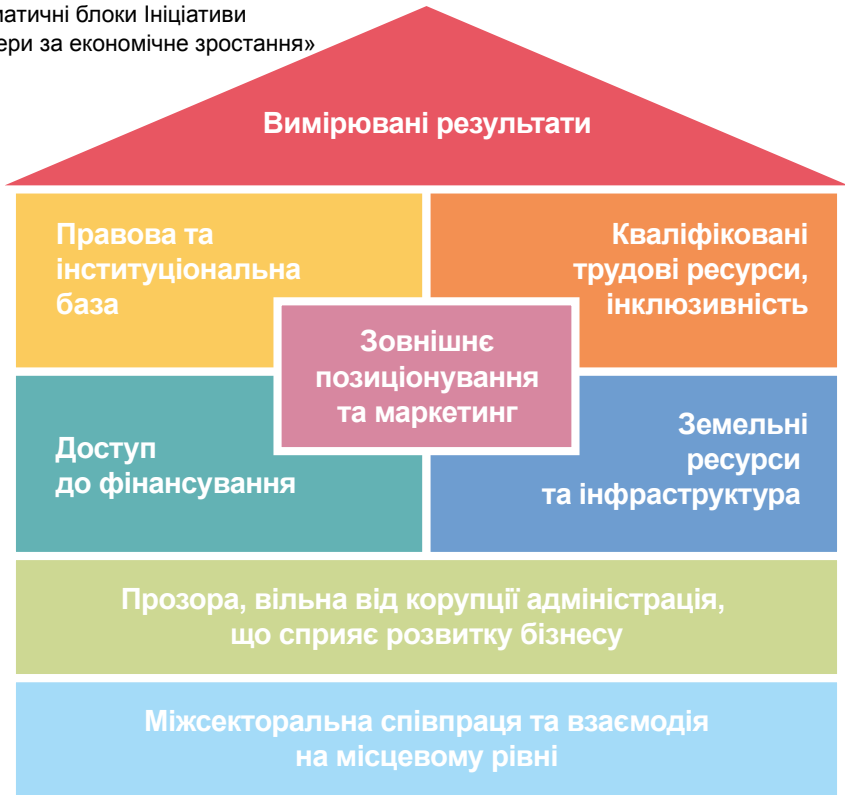 матичні блоки Ініціативи
ери за економічне зростання»
Вимірювані результати
Правова та
інституціональна
база
Кваліфіковані
трудові ресурси,
інклюзивність
Зовнішнє
позиціонування
та маркетинг
Доступ
до фінансування
Земельні
ресурси
та інфраструктура
Прозора, вільна від корупції адміністрація,
що сприяє розвитку бізнесу
Міжсекторальна співпраця та взаємодія
на місцевому рівні